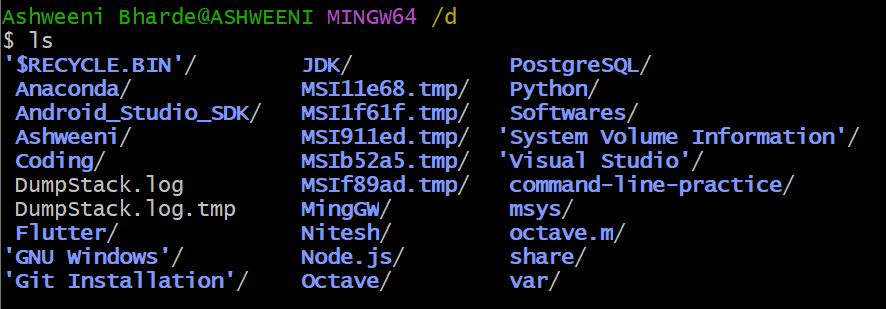 Ashweeni Bharde@ASHWEENI MINGW64 /d
$ ls
'$RECYCLE.BIN'/ JDK/ PostgreSQL/
Anaconda/ MSI11e68.tmp/ Python/
Android_Studio_SDK/ MSI1f61f.tmp/ Softwares/
Ashweeni/ MSI911ed.tmp/ 'System Volume Information'/
Coding/ MSIb52a5.tmp/ 'Visual Studio'/
DumpStack.log MSIf89ad.tmp/ command-line-practice/
DumpStack.log.tmp MingGW/ msys/
Flutter/ Nitesh/ octave.m/
'GNU Windows'/ Node.js/ share/
'Git Installation'/ Octave/ var/